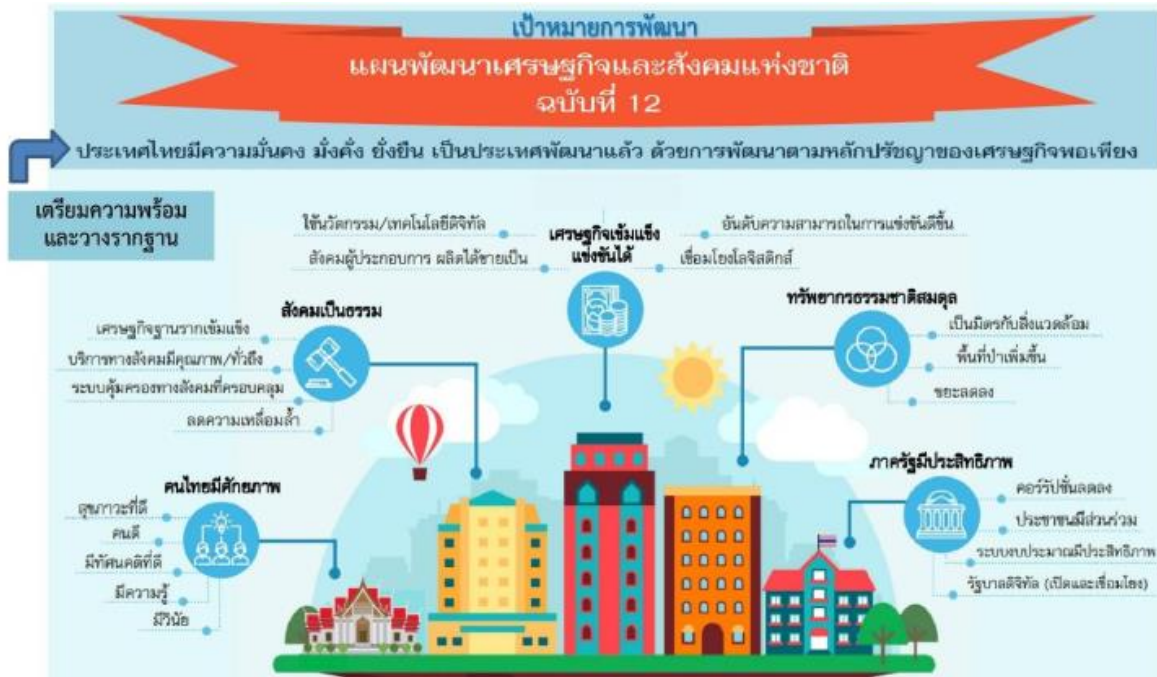 เป้าหมายการพัฒนา
แผนพัฒนาเศรษฐกิจและสังคมแห่งชาติ
ฉบับที่ 12
ประเทศไทยมีความมั่นคง มั่งคั่ง ยั่งยืน เป็นประเทศพัฒนาแล้ว ด้วยการพัฒนาตามหลักปรัชญาของเศรษฐกิจพอเพียง
เตรียมความพร้อม
และวางรากฐาน
เศรษฐกิจเข้มแข็ง
แข่งขันได้
ใช้นวัตกรรม/เทคโนโลยีดิจิทัล
สังคมผู้ประกอบการ ผลิตได้ขายเป็น
อันดับความสามารถในการแข่งขันดีขึ้น
เชื่อมโยงโลจิสติกส์
สังคมเป็นธรรม
เศรษฐกิจฐานรากเข้มแข็ง
บริการทางสังคมมีคุณภาพ/ทั่วถึง
ระบบคุ้มครองทางสังคมที่ครอบคลุม
ลดความเหลื่อมล้ำ
ทรัพยากรธรรมชาติสมดุล
เป็นมิตรกับสิ่งแวดล้อม
พื้นที่ป่าเพิ่มขึ้น
ขยะลดลง
คนไทยมีศักยภาพ
สุขภาวะที่ดี
คนดี
มีทัศนคติที่ดี
มีความรู้
มีวินัย
ภาครัฐมีประสิทธิภาพ
คอร์รัปชั่นลดลง
ประชาชนมีส่วนร่วม
ระบบงบประมาณมีประสิทธิภาพ
รัฐบาลดิจิทัล (เปิดและเชื่อมโยง)